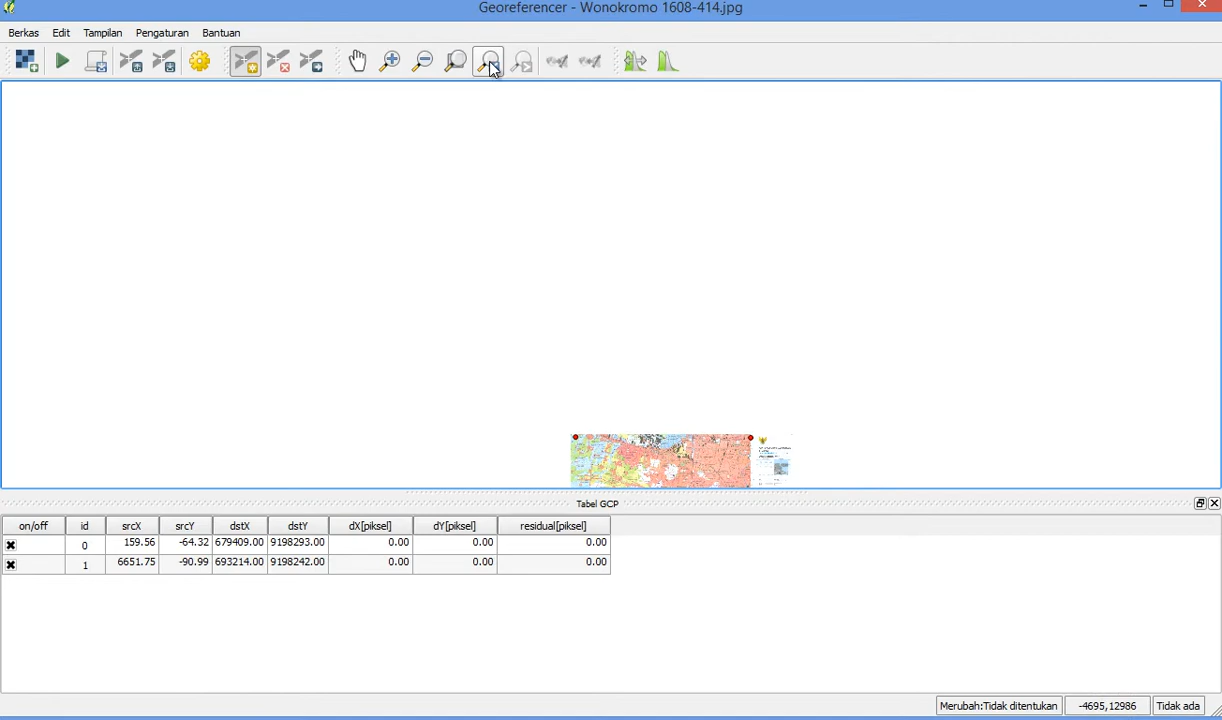 Georeferencer - Wonokromo 1608-414.jpg
Berkas Edit Tampilan Pengaturan Bantuan
Tabel GCP
on/off id srcX srcY dstX dstY dX[piksel] dY[piksel] residual[piksel]
0 159.56 -64.32 679409.00 9198293.00 0.00 0.00 0.00
1 6651.75 -90.99 693214.00 9198242.00 0.00 0.00 0.00
Merubah:Tidak ditentukan -4695,12986 Tidak ada